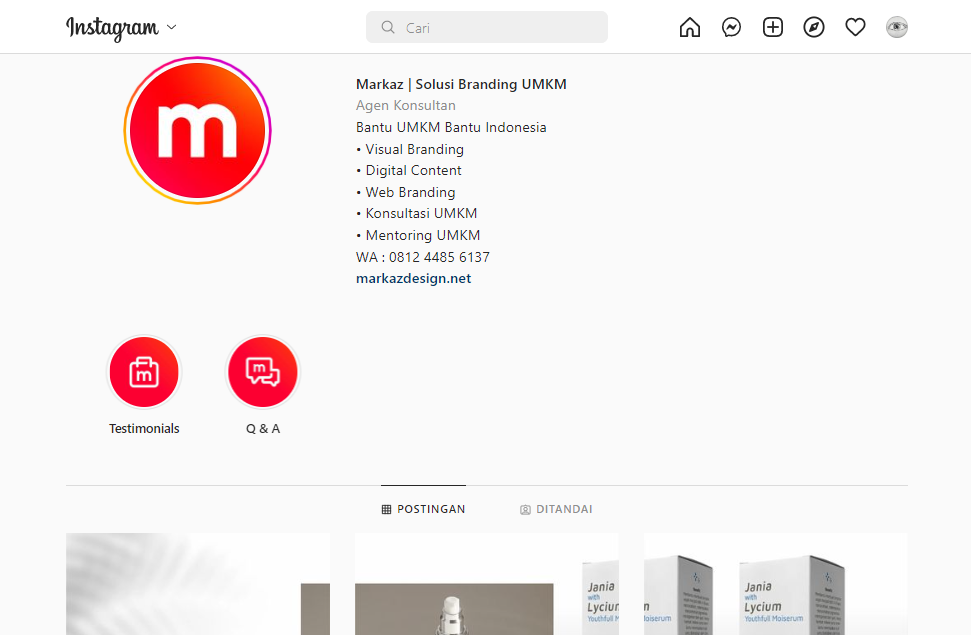 Instagram
Cari
m
Markaz | Solusi Branding UMKM
Agen Konsultan
Bantu UMKM Bantu Indonesia
• Visual Branding
• Digital Content
• Web Branding
• Konsultasi UMKM
• Mentoring UMKM
WA : 0812 4485 6137
markazdesign.net
m
m
Testimonials
Q & A
POSTINGAN
DITANDAI
Jania
with
Lycium
Youthfull M
n
oiserum
Jania
with
Lycium
Youthfull Moiserum